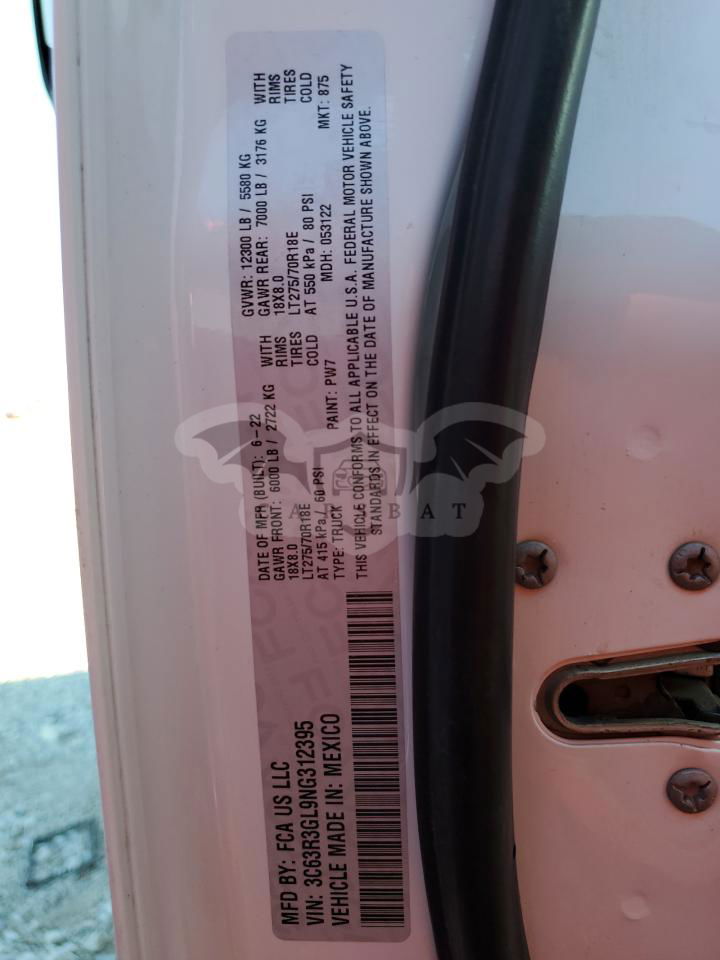 MFD BY: FCA US LLC
VIN: 3C63R3GL9NG312395
VEHICLE MADE IN: MEXICO
DATE OF MFR (BUILT): 6-22 GVWR: 12300 LB / 5580 KG
GAWR FRONT: 6000 LB / 2722 KG WITH GAWR REAR: 7000 LB / 3176 KG WITH
18X8.0 RIMS 18X8.0 RIMS
LT275/70R18E TIRES LT275/70R18E TIRES
AT 415 kPa / 60 PSI COLD AT 550 kPa / 80 PSI COLD
TYPE: TRUCK PAINT: PW7 MDH: 053122 MKT: 875
THIS VEHICLE CONFORMS TO ALL APPLICABLE U.S.A. FEDERAL MOTOR VEHICLE SAFETY
STANDARDS IN EFFECT ON THE DATE OF MANUFACTURE SHOWN ABOVE.